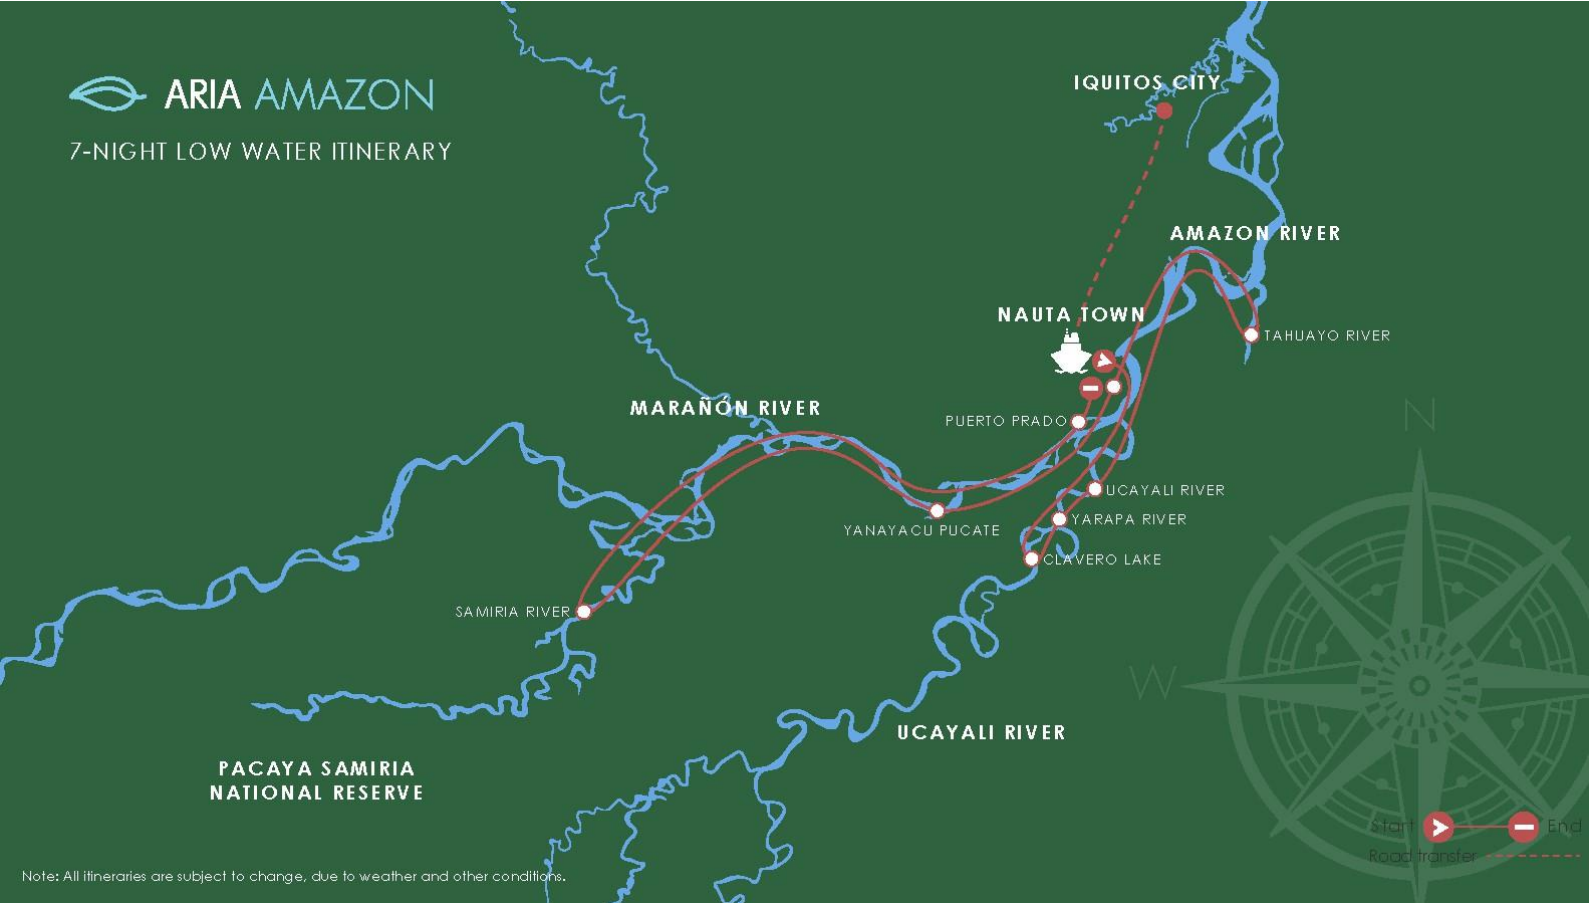 ARIA AMAZON
7-NIGHT LOW WATER ITINERARY
IQUITOS CITY
AMAZON RIVER
NAUTA TOWN
TAHUAYO RIVER
MARAÑÓN RIVER
PUERTO PRADO
UCAYALI RIVER
YANAYACU PUCATE
YARAPA RIVER
CLAVERO LAKE
SAMIRIA RIVER
N
W
UCAYALI RIVER
PACAYA SAMIRIA
NATIONAL RESERVE
Start
End
Road transfer
Note: All itineraries are subject to change, due to weather and other conditions.